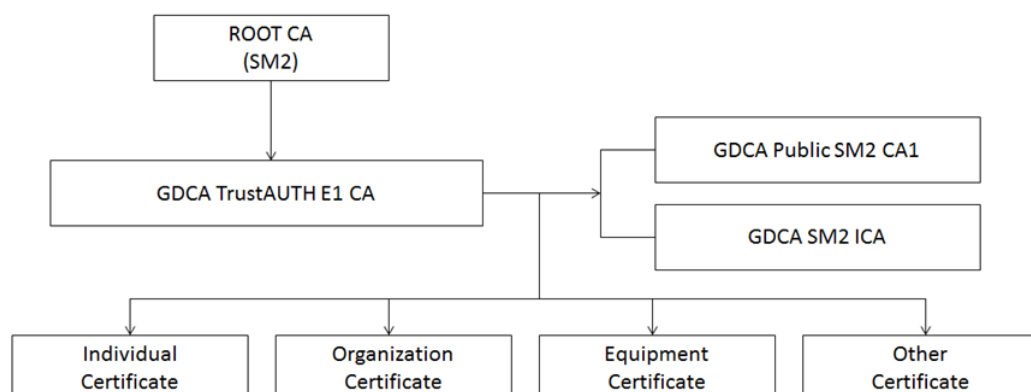 ROOT CA
(SM2)
GDCA Public SM2 CA1
GDCA TrustAUTH E1 CA
GDCA SM2 ICA
Individual
Certificate
Organization
Certificate
Equipment
Certificate
Other
Certificate